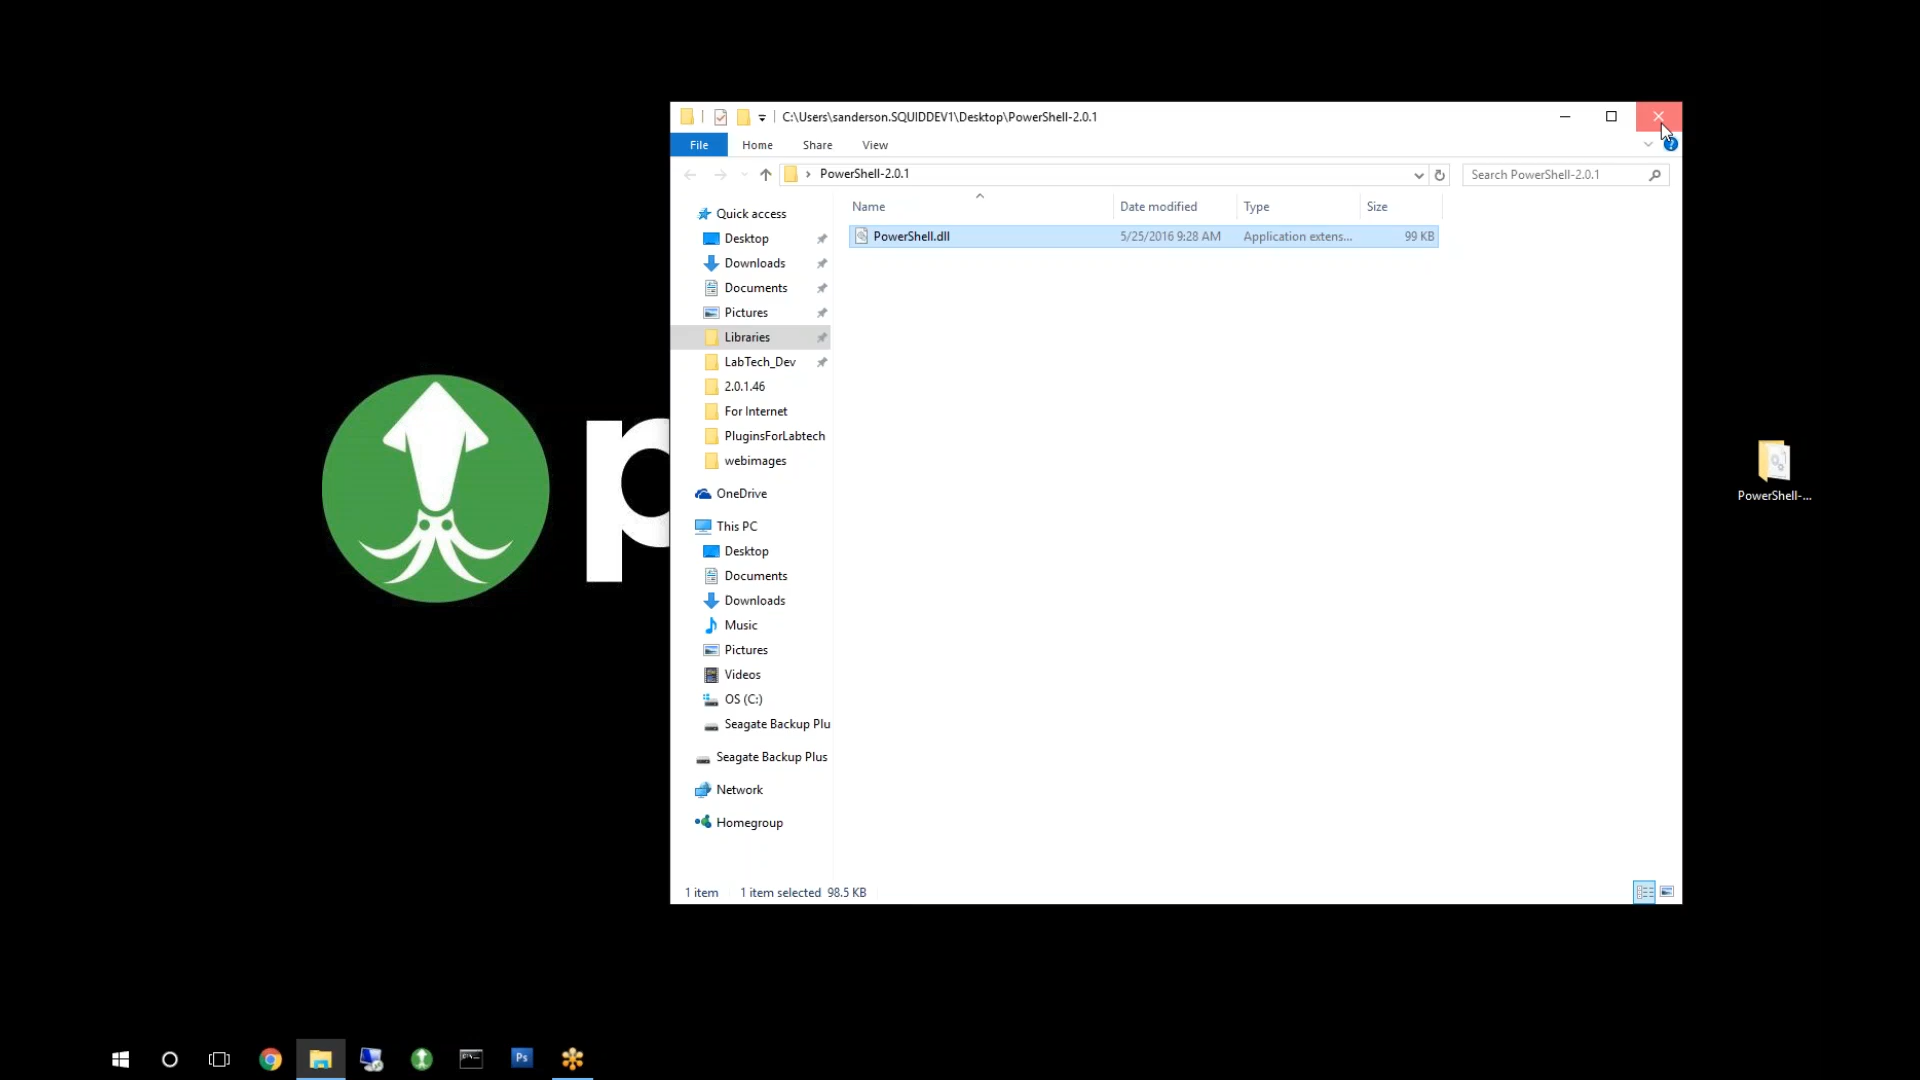 C:\Users\sanderson.SQUIDDEV1\Desktop\PowerShell-2.0.1
File Home Share View
PowerShell-2.0.1
Search PowerShell-2.0.1
Name Date modified Type Size
PowerShell.dll 5/25/2016 9:28 AM Application extens... 99 KB
Quick access
Desktop
Downloads
Documents
Pictures
Libraries
LabTech_Dev
2.0.1.46
For Internet
PluginsForLabtech
webimages
OneDrive
This PC
Desktop
Documents
Downloads
Music
Pictures
Videos
OS (C:)
Seagate Backup Plu
Seagate Backup Plus
Network
Homegroup
1 item 1 item selected 98.5 KB
p
PowerShell-...
Ps